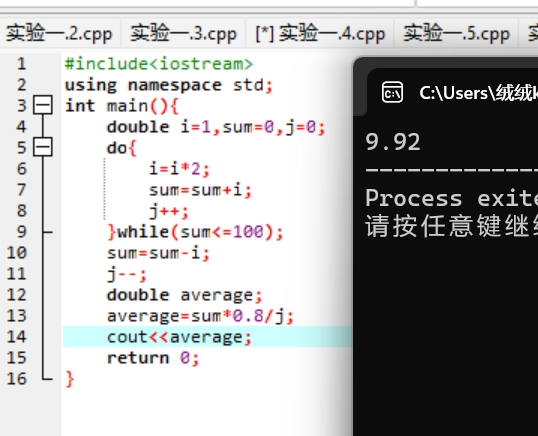 实验一.2.cpp 实验一.3.cpp [*] 实验一.4.cpp 实验一.5.cpp
1 #include<iostream>
2 using namespace std;
3 int main(){
4 double i=1,sum=0,j=0;
5 do{
6 i=i*2;
7 sum=sum+i;
8 j++;
9 }while(sum<=100);
10 sum=sum-i;
11 j--;
12 double average;
13 average=sum*0.8/j;
14 cout<<average;
15 return 0;
16 }
C:\Users\绒绒
9.92
--------------
Process exite
请按任意键继